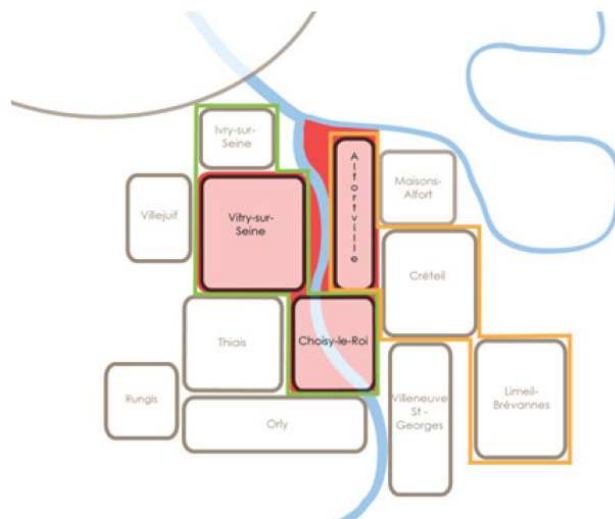 Ivry-sur-
Seine
Alfortville
Maisons-
Alfort
Villejuif
Vitry-sur-
Seine
Créteil
Thiais
Choisy-le-Roi
Rungis
Orly
Villeneuve
St -
Georges
Limeil-
Brévannes